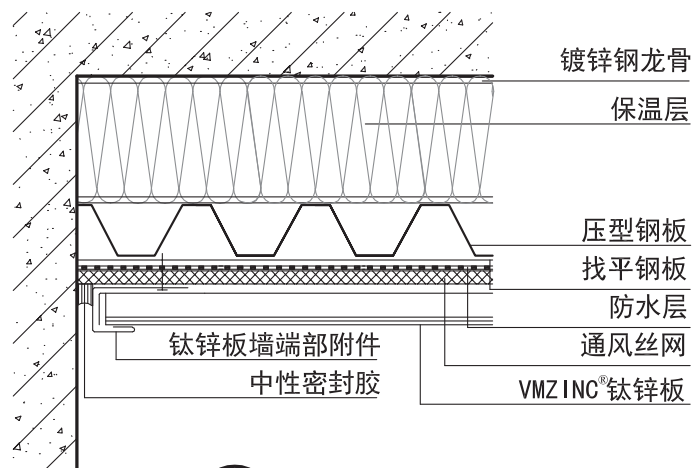 镀锌钢龙骨
保温层
压型钢板
找平钢板
防水层
钛锌板墙端部附件
通风丝网
中性密封胶
VMZINC®钛锌板